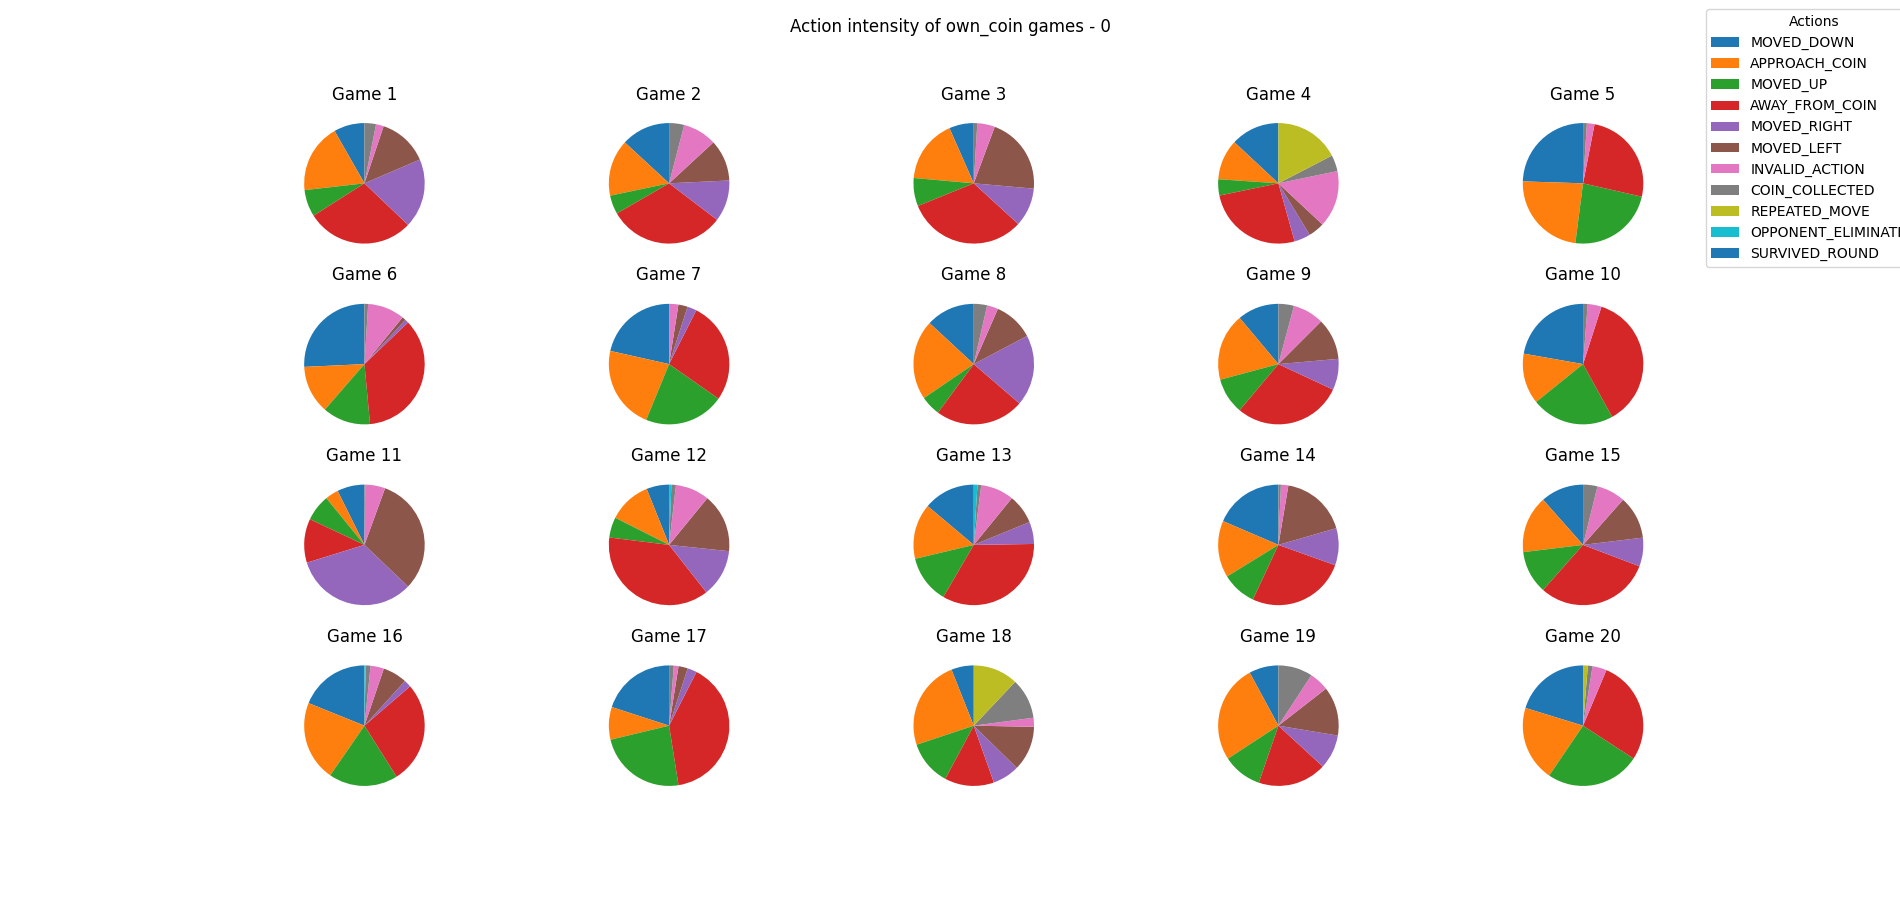 Action intensity of own_coin games - 0
Actions
MOVED_DOWN
APPROACH_COIN
MOVED_UP
AWAY_FROM_COIN
MOVED_RIGHT
MOVED_LEFT
INVALID_ACTION
COIN_COLLECTED
REPEATED_MOVE
OPPONENT_ELIMINAT
SURVIVED_ROUND
Game 1
Game 2
Game 3
Game 4
Game 5
Game 6
Game 7
Game 8
Game 9
Game 10
Game 11
Game 12
Game 13
Game 14
Game 15
Game 16
Game 17
Game 18
Game 19
Game 20